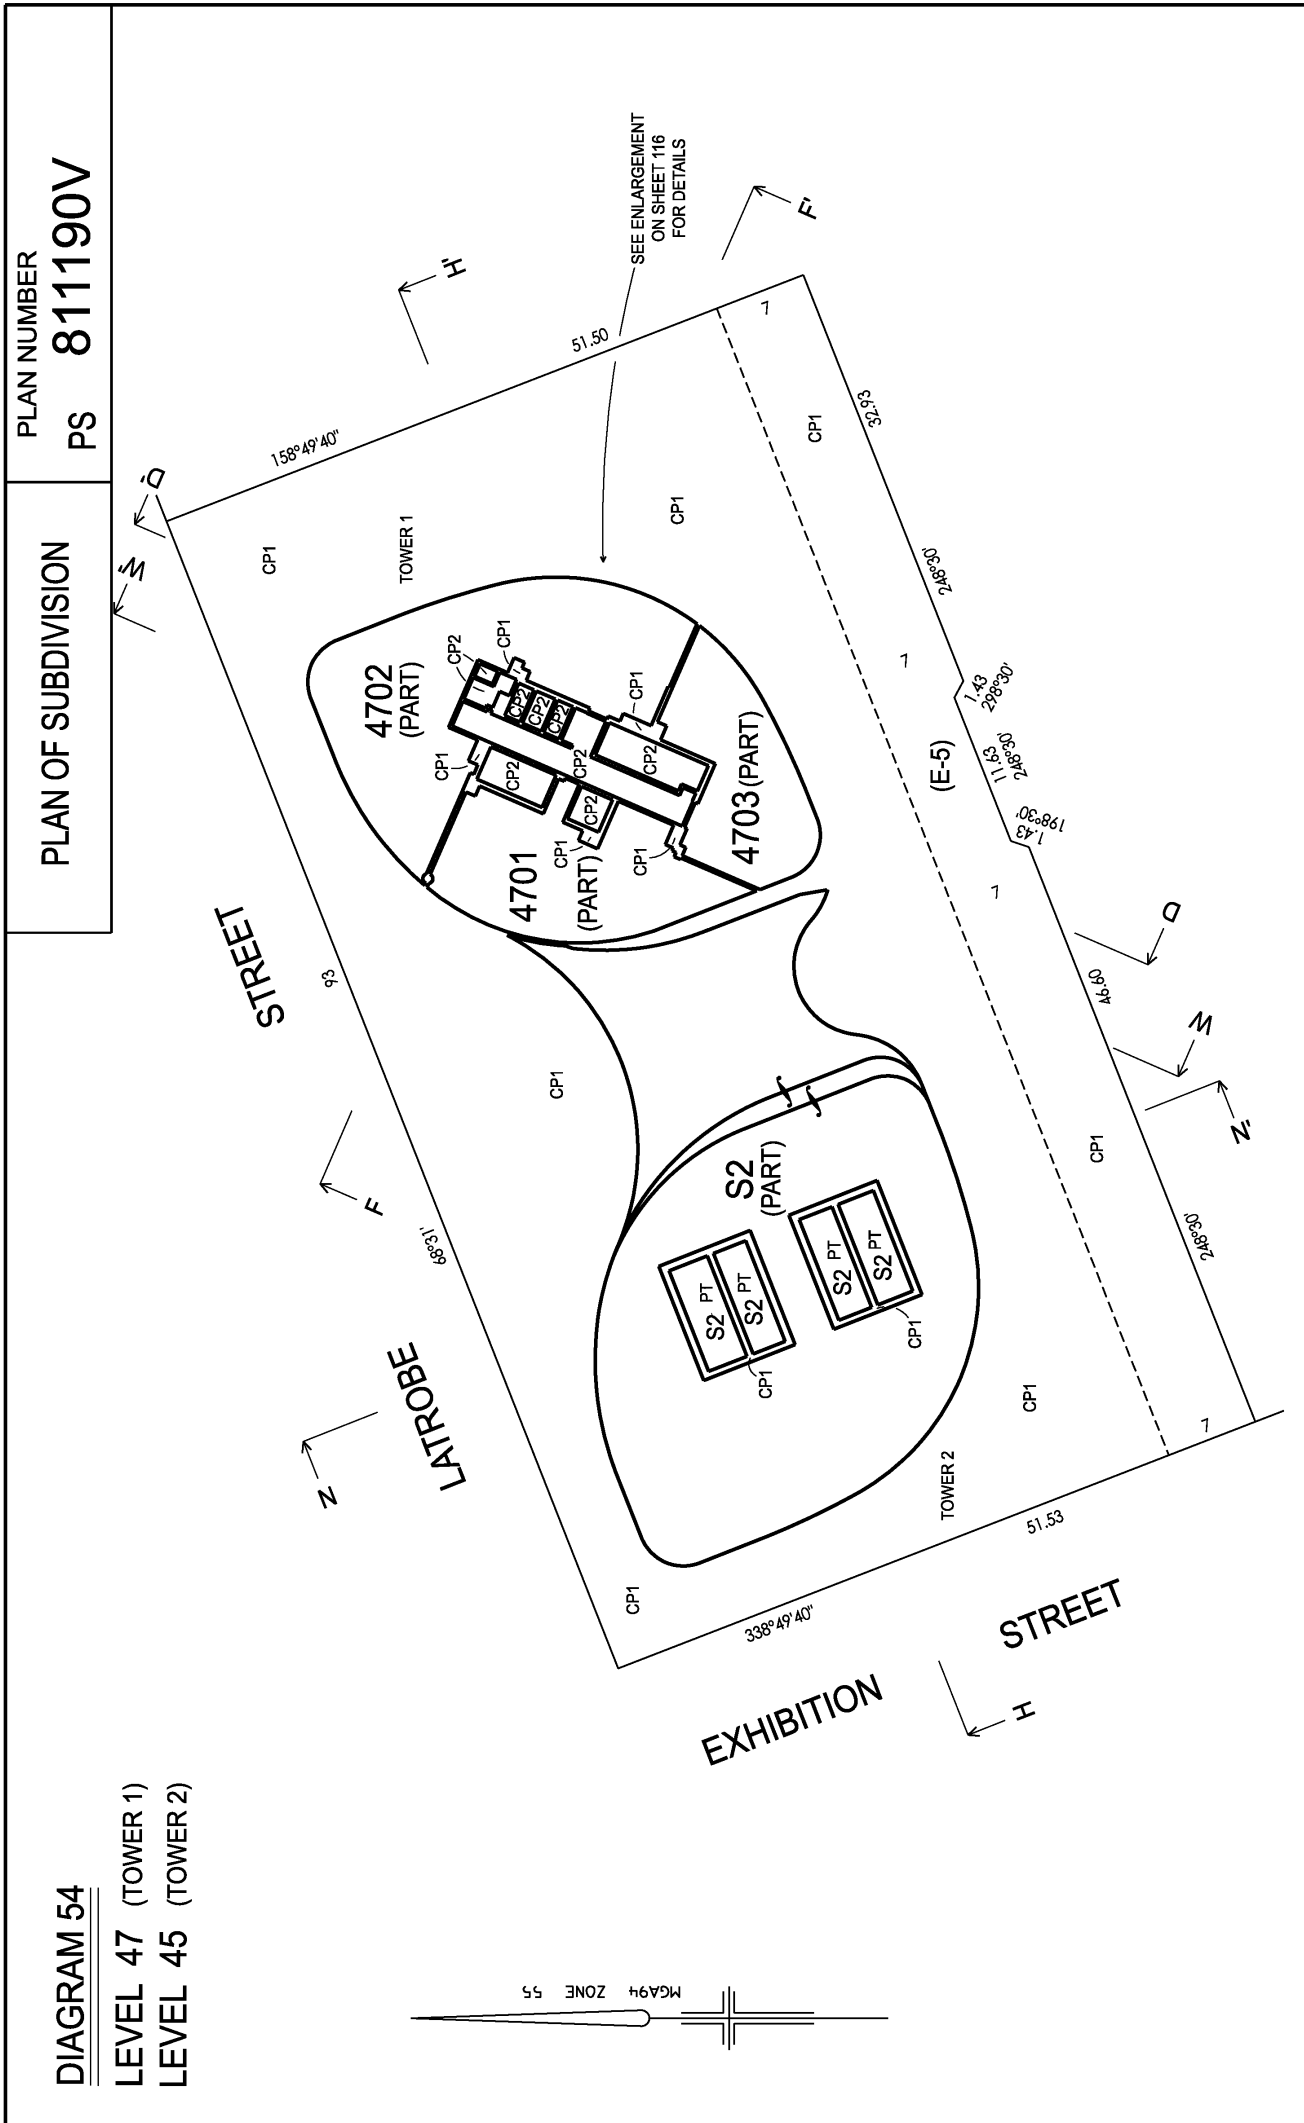 DIAGRAM 54
LEVEL 47 (TOWER 1)
LEVEL 45 (TOWER 2)
PLAN OF SUBDIVISION
PLAN NUMBER
PS 811190V
MGA94 ZONE 55
LATROBE
STREET
EXHIBITION
STREET
68°31'
93
158°49'40"
51.50
7
32.93
248°30'
1.43
298°30'
11.63
248°30'
1.43
198°30'
46.60
248°30'
7
51.53
338°49'40"
7
7
(E-5)
N
F
W'
D'
H'
F'
D
W
N'
H
SEE ENLARGEMENT
ON SHEET 116
FOR DETAILS
TOWER 1
CP1
CP1
CP1
CP1
CP1
CP1
CP1
TOWER 2
4702
(PART)
CP2
CP1
CP2
CP2
CP2
CP1
CP2
CP2
CP2
CP1
CP2
CP1
CP1
4701
(PART)
4703(PART)
S2
(PART)
S2 PT
S2 PT
CP1
S2 PT
S2 PT
CP1